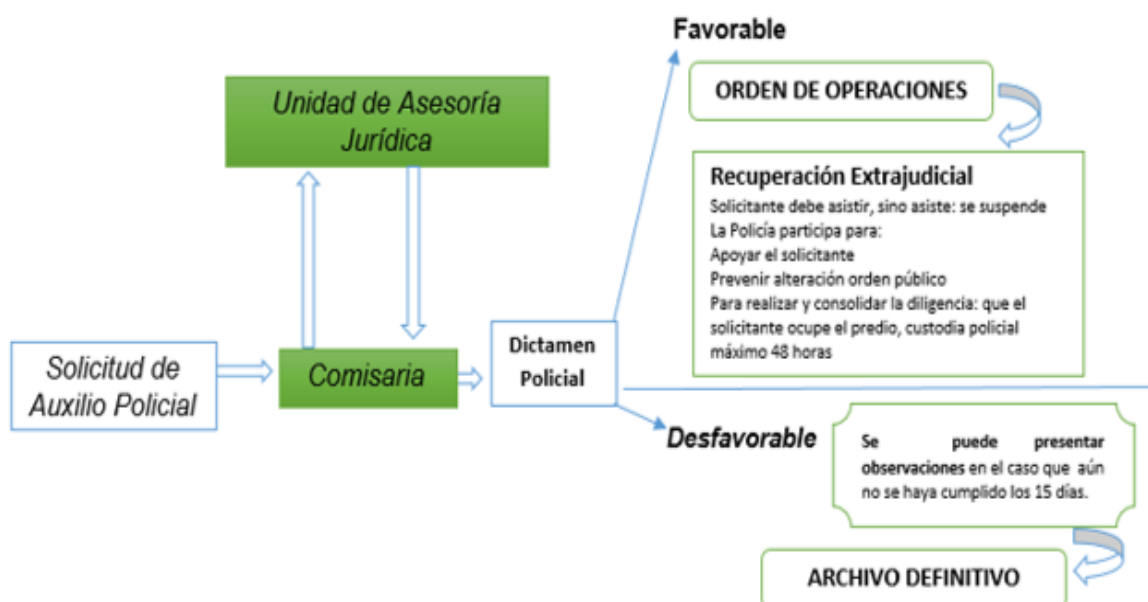 Solicitud de
Auxilio Policial
Unidad de Asesoría
Jurídica
Comisaria
Dictamen
Policial
Favorable
ORDEN DE OPERACIONES
Recuperación Extrajudicial
Solicitante debe asistir, sino asiste: se suspende
La Policía participa para:
Apoyar el solicitante
Prevenir alteración orden público
Para realizar y consolidar la diligencia: que el
solicitante ocupe el predio, custodia policial
máximo 48 horas
Desfavorable
Se puede presentar
observaciones en el caso que aún
no se haya cumplido los 15 días.
ARCHIVO DEFINITIVO